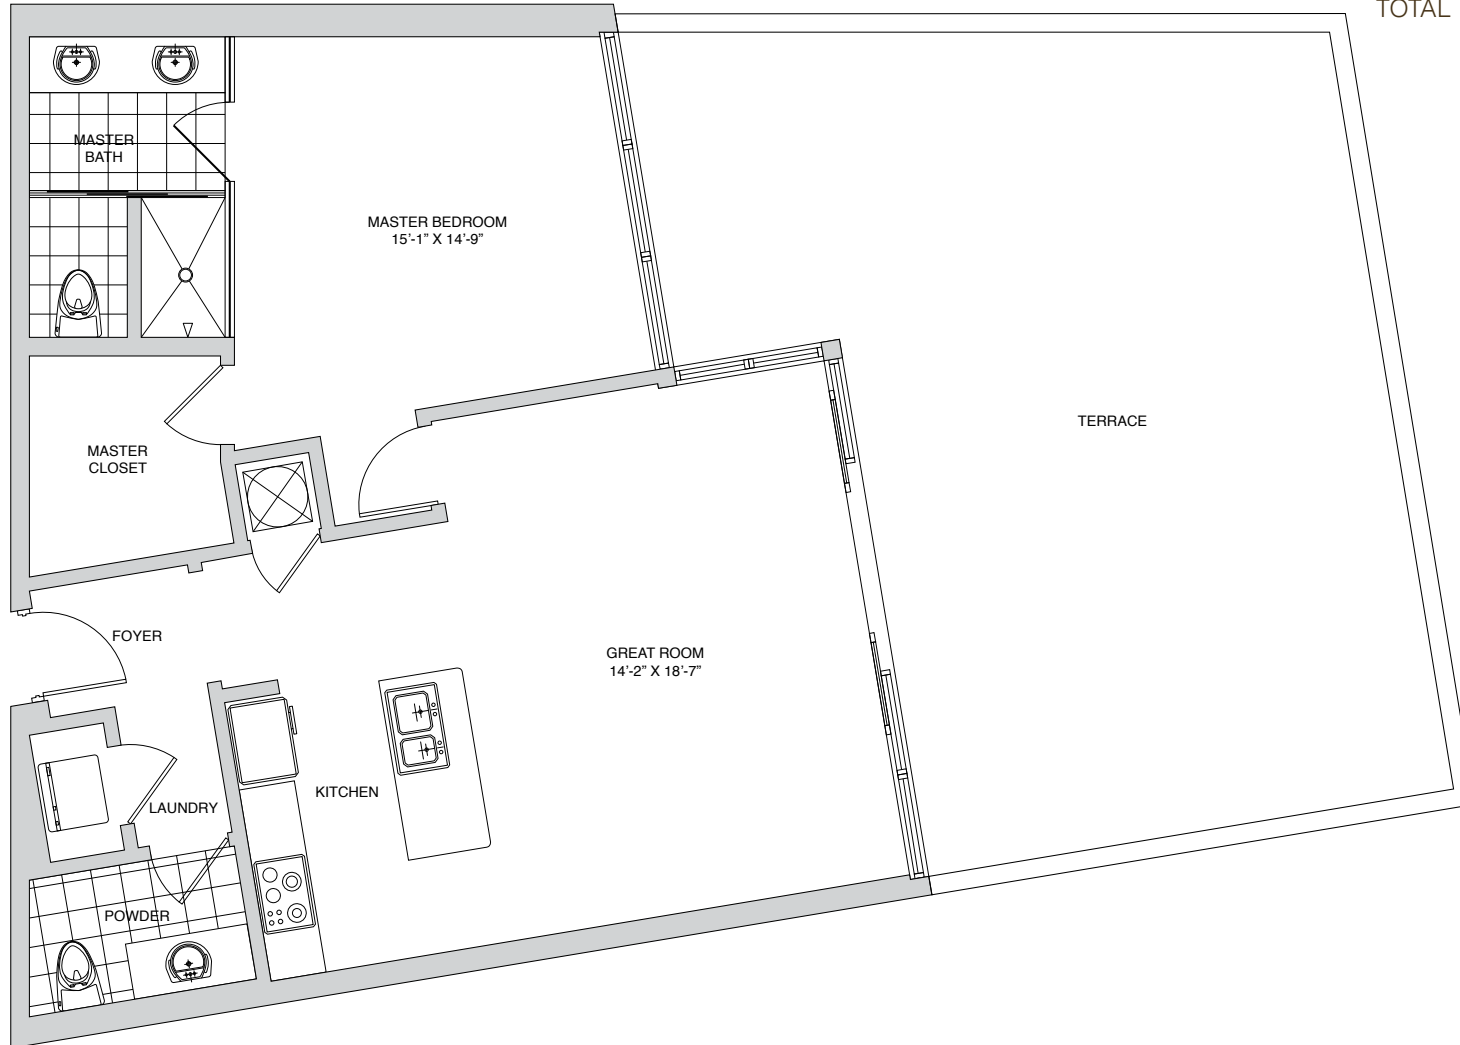 TOTAL
MASTER
BATH
MASTER BEDROOM
15’-1” X 14’-9”
TERRACE
MASTER
CLOSET
FOYER
GREAT ROOM
14’-2” X 18’-7”
KITCHEN
LAUNDRY
POWDER